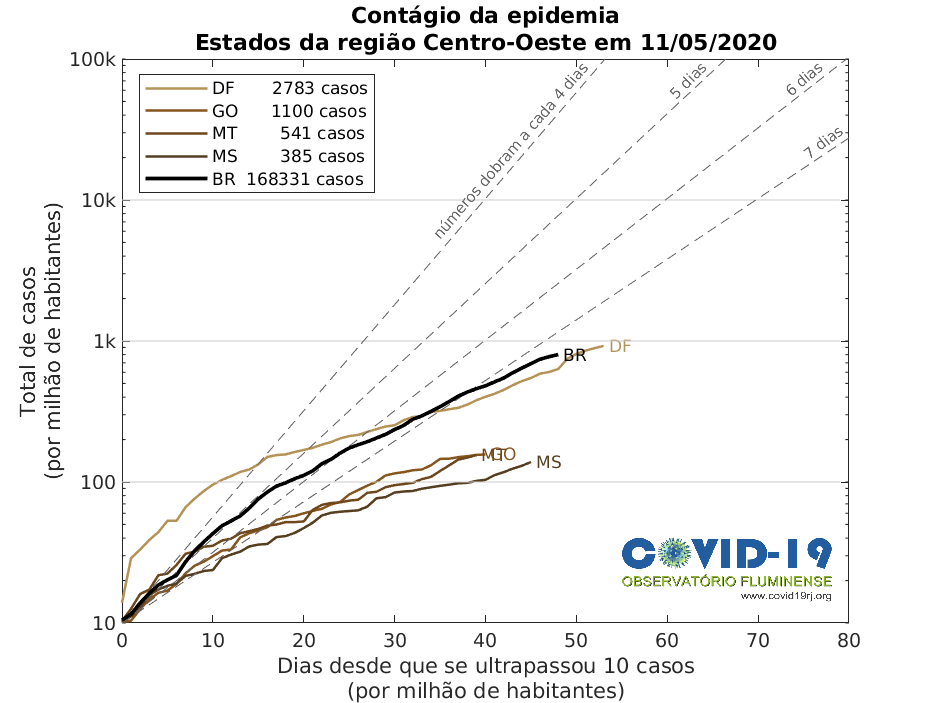 Contágio da epidemia
Estados da região Centro-Oeste em 11/05/2020
100k
10k
1k
100
10
Total de casos
(por milhão de habitantes)
DF 2783 casos
GO 1100 casos
MT 541 casos
MS 385 casos
BR 168331 casos
números dobram a cada 4 dias
5 dias
6 dias
7 dias
BR
DF
MT
GO
MS
COVID-19
OBSERVATÓRIO FLUMINENSE
www.covid19rj.org
0 10 20 30 40 50 60 70 80
Dias desde que se ultrapassou 10 casos
(por milhão de habitantes)